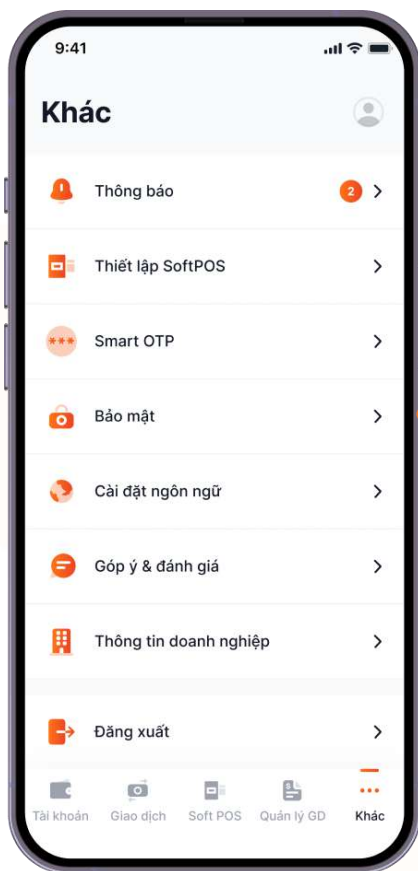 9:41
Khác
Thông báo
2
Thiết lập SoftPOS
Smart OTP
Bảo mật
Cài đặt ngôn ngữ
Góp ý & đánh giá
Thông tin doanh nghiệp
Đăng xuất
Tài khoản Giao dịch Soft POS Quản lý GD Khác